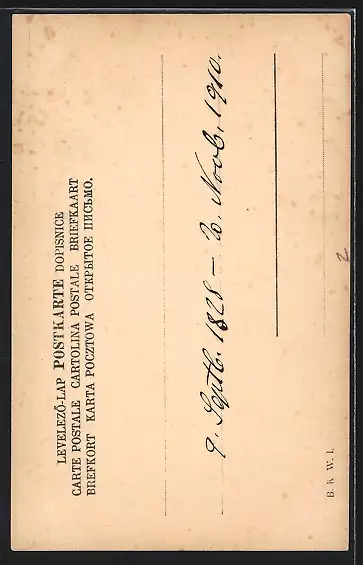 LEVELEZŐ-LAP POSTKARTE DOPISNICE
CARTE POSTALE CARTOLINA POSTALE BRIEFKAART
BREFKORT KARTA POCZTOWA ОТКРЫТОЕ ПИСЬМО.
9. Septb. 1828 – 20. Novb. 1910.
2
B. K. W. I.